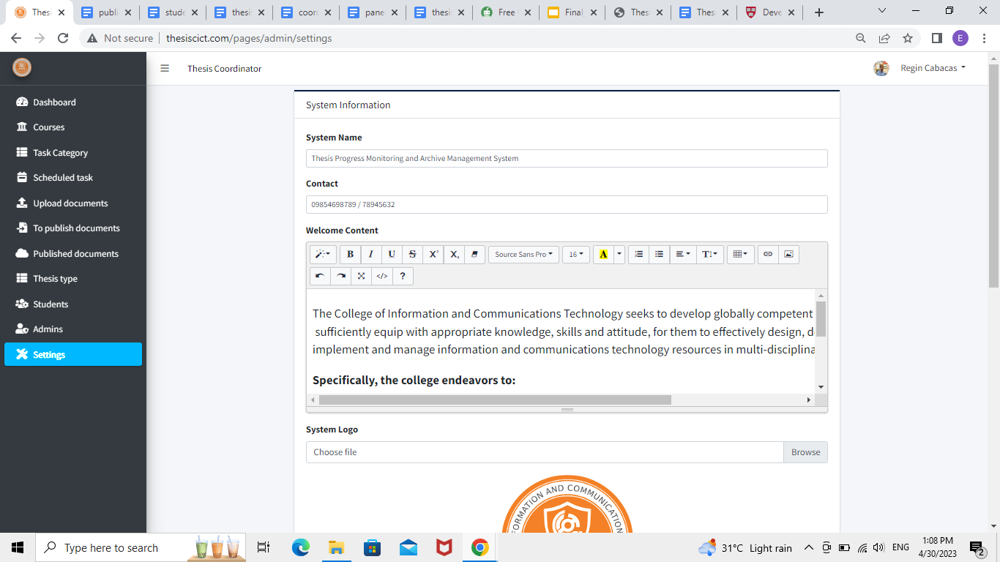 Thesi
publi
stude
thesis
coord
pane
thesis
Free
Final
Thes
Thes
Deve
Not secure
thesiscict.com/pages/admin/settings
E
Thesis Coordinator
Regin Cabacas
Dashboard
Courses
Task Category
Scheduled task
Upload documents
To publish documents
Published documents
Thesis type
Students
Admins
Settings
System Information
System Name
Thesis Progress Monitoring and Archive Management System
Contact
09854698789 / 78945632
Welcome Content
B I U S X² X₂ Source Sans Pro 16 A T
</> ?
The College of Information and Communications Technology seeks to develop globally competent
sufficiently equip with appropriate knowledge, skills and attitude, for them to effectively design, d
implement and manage information and communications technology resources in multi-disciplina
Specifically, the college endeavors to:
System Logo
Choose file
Browse
FORMATION AND COMMUNICATION
Type here to search
31°C Light rain
ENG
1:08 PM
4/30/2023
2